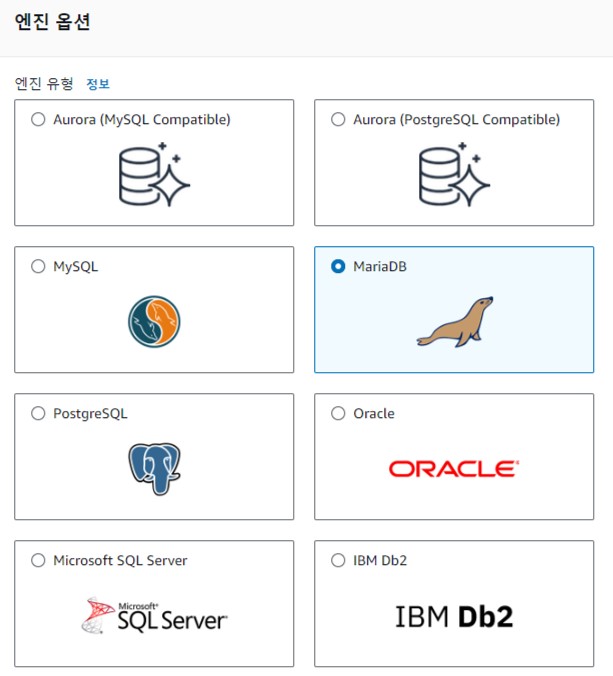 엔진 옵션
엔진 유형 정보
Aurora (MySQL Compatible)
Aurora (PostgreSQL Compatible)
MySQL
MariaDB
PostgreSQL
Oracle
ORACLE
Microsoft SQL Server
IBM Db2
Microsoft
SQL Server
IBM Db2